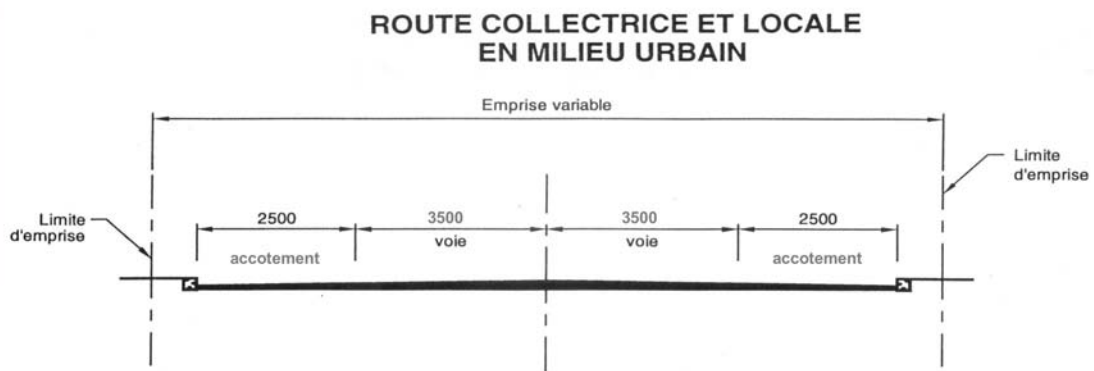 ROUTE COLLECTRICE ET LOCALE
EN MILIEU URBAIN
Emprise variable
Limite
d'emprise
Limite
d'emprise
2500
3500
3500
2500
accotement
voie
voie
accotement